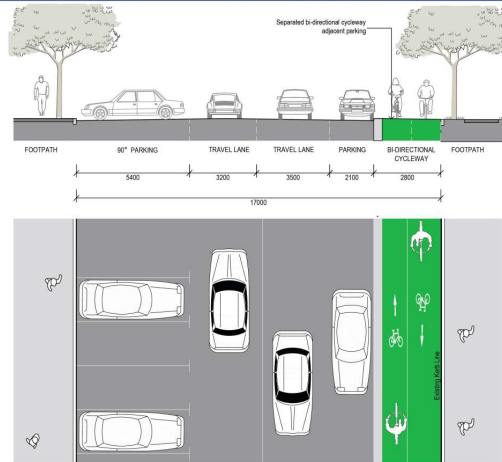 Separated bi-directional cycleway
adjacent parking
FOOTPATH
90° PARKING
TRAVEL LANE
TRAVEL LANE
PARKING
BI-DIRECTIONAL
CYCLEWAY
FOOTPATH
5400
3200
3500
2100
2800
17000
Existing Kerb Line